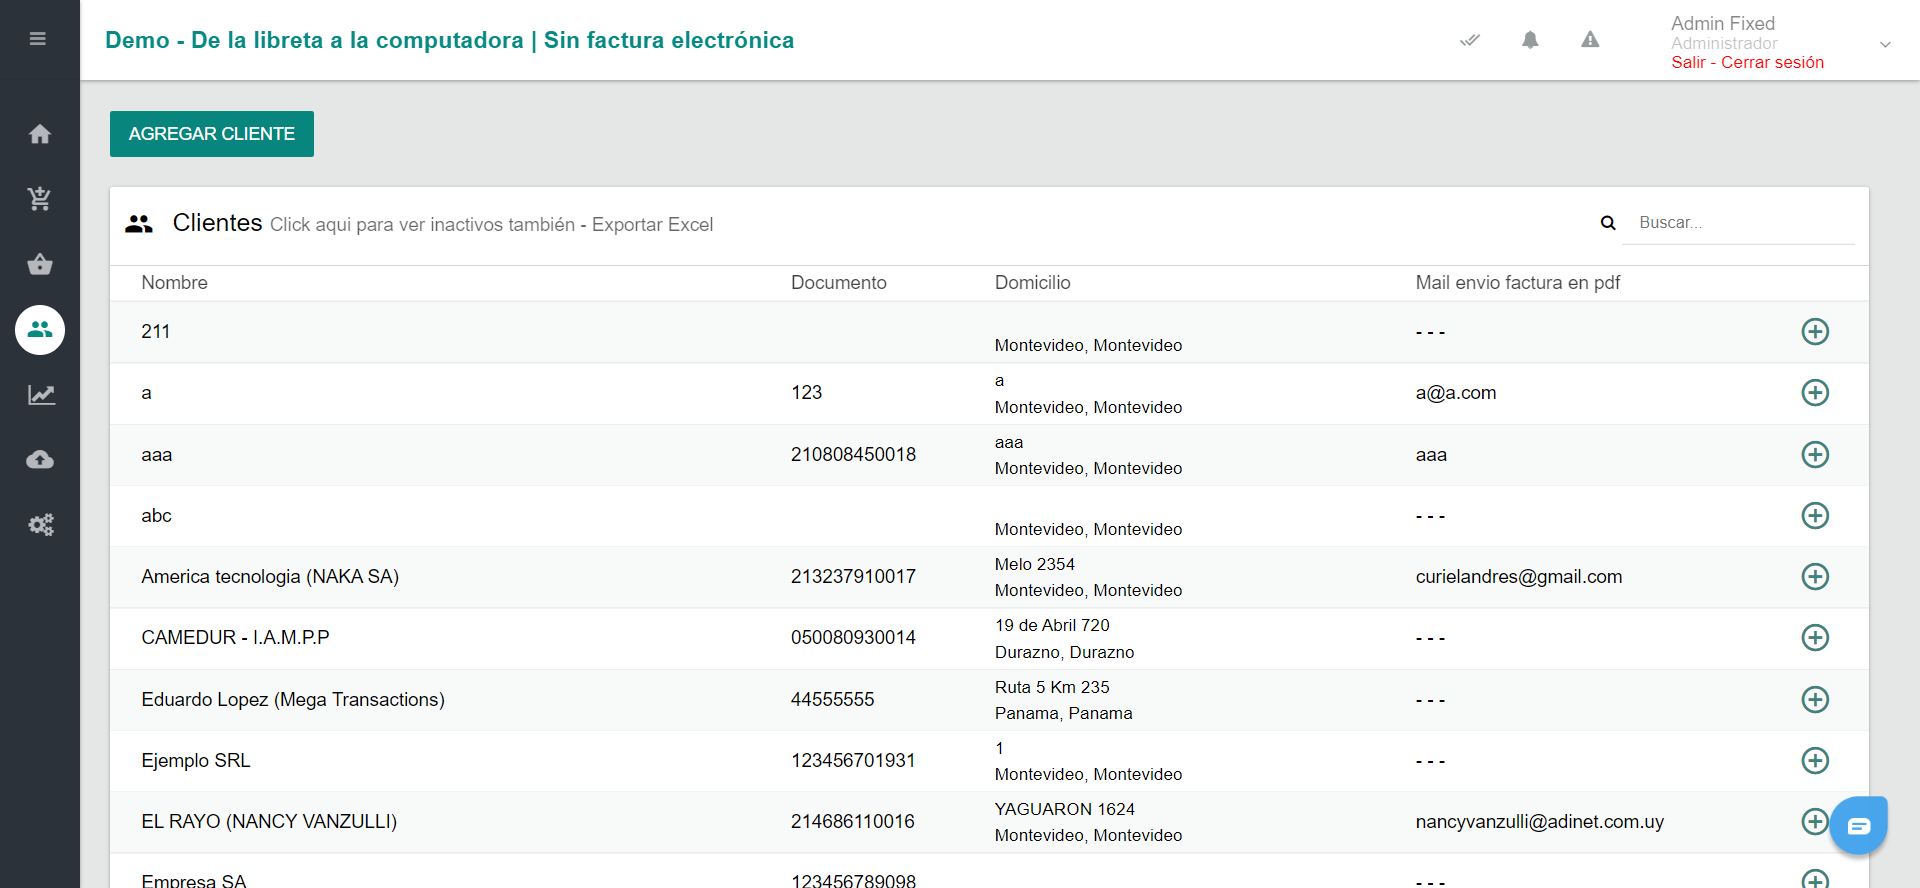 Demo - De la libreta a la computadora | Sin factura electrónica
Admin Fixed
Administrador
Salir - Cerrar sesión
AGREGAR CLIENTE
Clientes Click aqui para ver inactivos también - Exportar Excel
Buscar...
Nombre Documento Domicilio Mail envio factura en pdf
211 - - -
Montevideo, Montevideo
a 123 a a@a.com
Montevideo, Montevideo
aaa 210808450018 aaa aaa
Montevideo, Montevideo
abc - - -
Montevideo, Montevideo
America tecnologia (NAKA SA) 213237910017 Melo 2354 curielandres@gmail.com
Montevideo, Montevideo
CAMEDUR - I.A.M.P.P 050080930014 19 de Abril 720 - - -
Durazno, Durazno
Eduardo Lopez (Mega Transactions) 44555555 Ruta 5 Km 235 - - -
Panama, Panama
Ejemplo SRL 123456701931 1 - - -
Montevideo, Montevideo
EL RAYO (NANCY VANZULLI) 214686110016 YAGUARON 1624 nancyvanzulli@adinet.com.uy
Montevideo, Montevideo
Empresa SA 123456789098 - - -